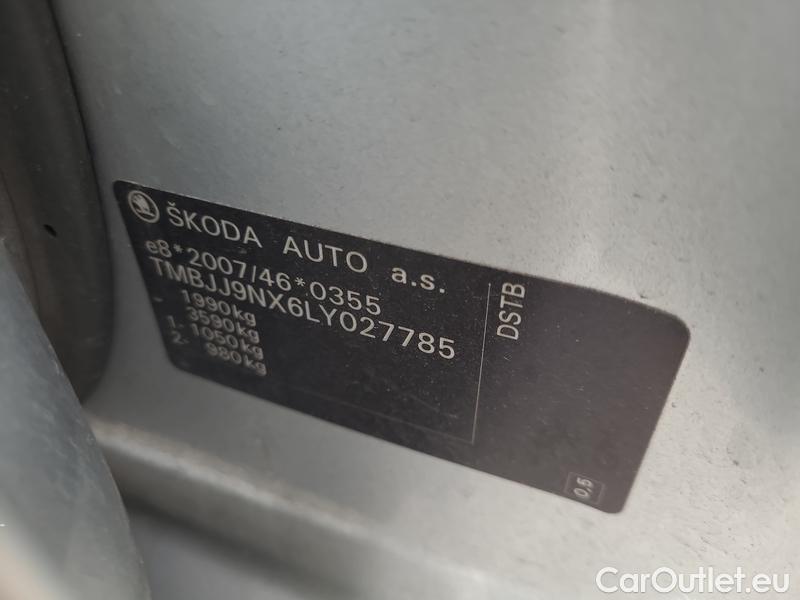 ŠKODA AUTO a.s.
e8*2007/46*0355
TMBJJ9NX6LY027785
- 1990kg
3590kg
1- 1050kg
2- 980kg
DSTB
0,5
CarOutlet.eu